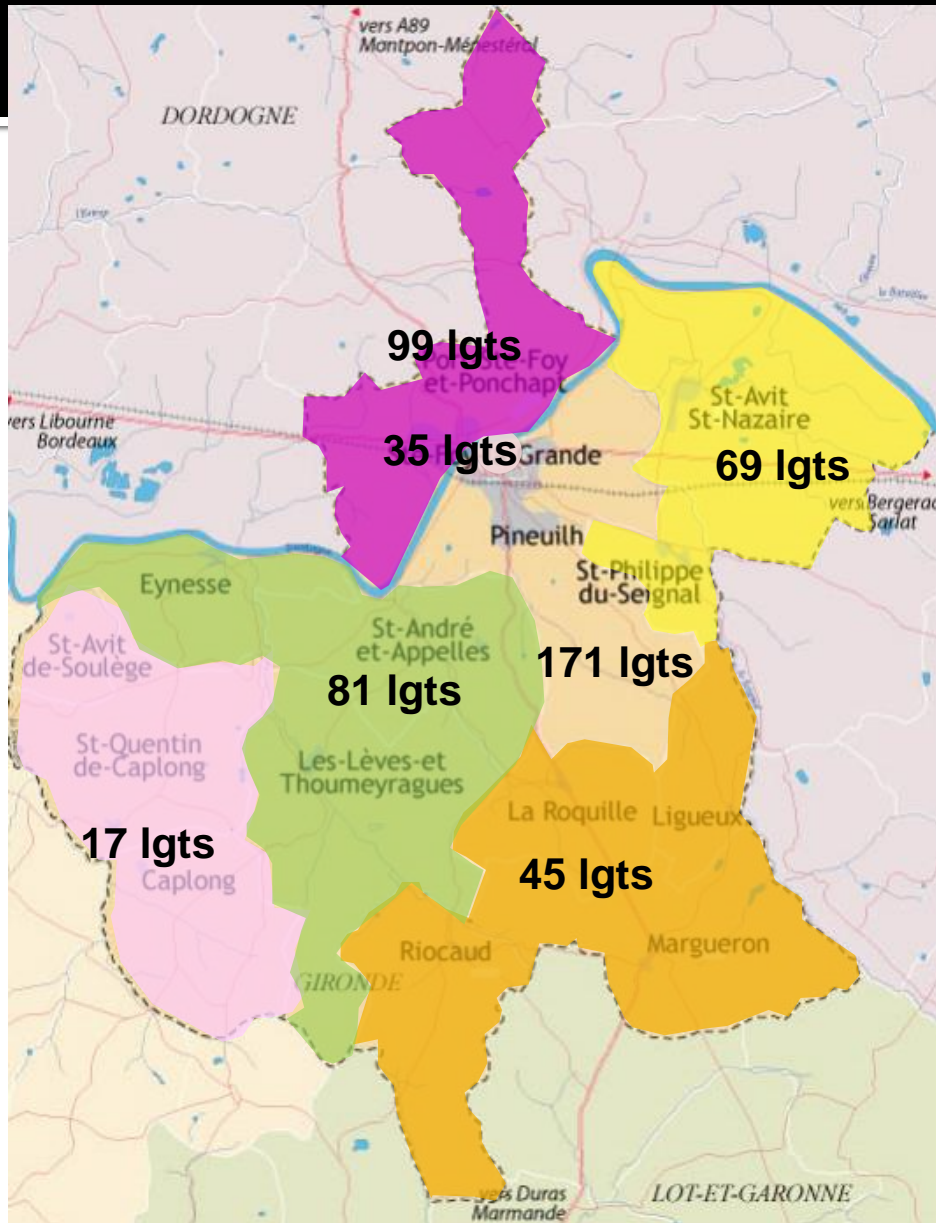 vers A89
Montpon-Ménestérol
DORDOGNE
99 lgts
et-Ponchapt
St-Avit
St-Nazaire
vers Libourne
Bordeaux
35 lgts
Grande
69 lgts
vers Bergerac
Sarlat
Pineuilh
St-Philippe
du-Seignal
Eynesse
St-André
et-Appelles
St-Avit
de-Soulège
171 lgts
81 lgts
St-Quentin
de-Caplong
Les-Lèves-et
Thoumeyragues
La Roquille
Ligueux
17 lgts
Caplong
45 lgts
Riocaud
Margueron
GIRONDE
vers Duras
Marmande
LOT-ET-GARONNE